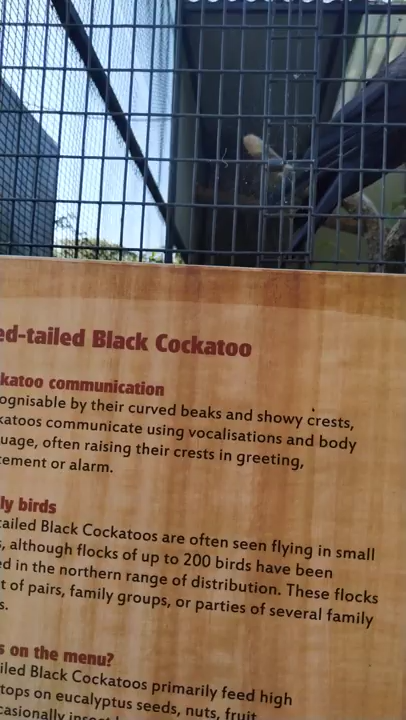 ed-tailed Black Cockatoo
katoo communication
ognisable by their curved beaks and showy crests,
katoos communicate using vocalisations and body
uage, often raising their crests in greeting,
ement or alarm.
ly birds
ailed Black Cockatoos are often seen flying in small
s, although flocks of up to 200 birds have been
ed in the northern range of distribution. These flocks
t of pairs, family groups, or parties of several family
s.
s on the menu?
iled Black Cockatoos primarily feed high
tops on eucalyptus seeds, nuts, fruit
casionally insect